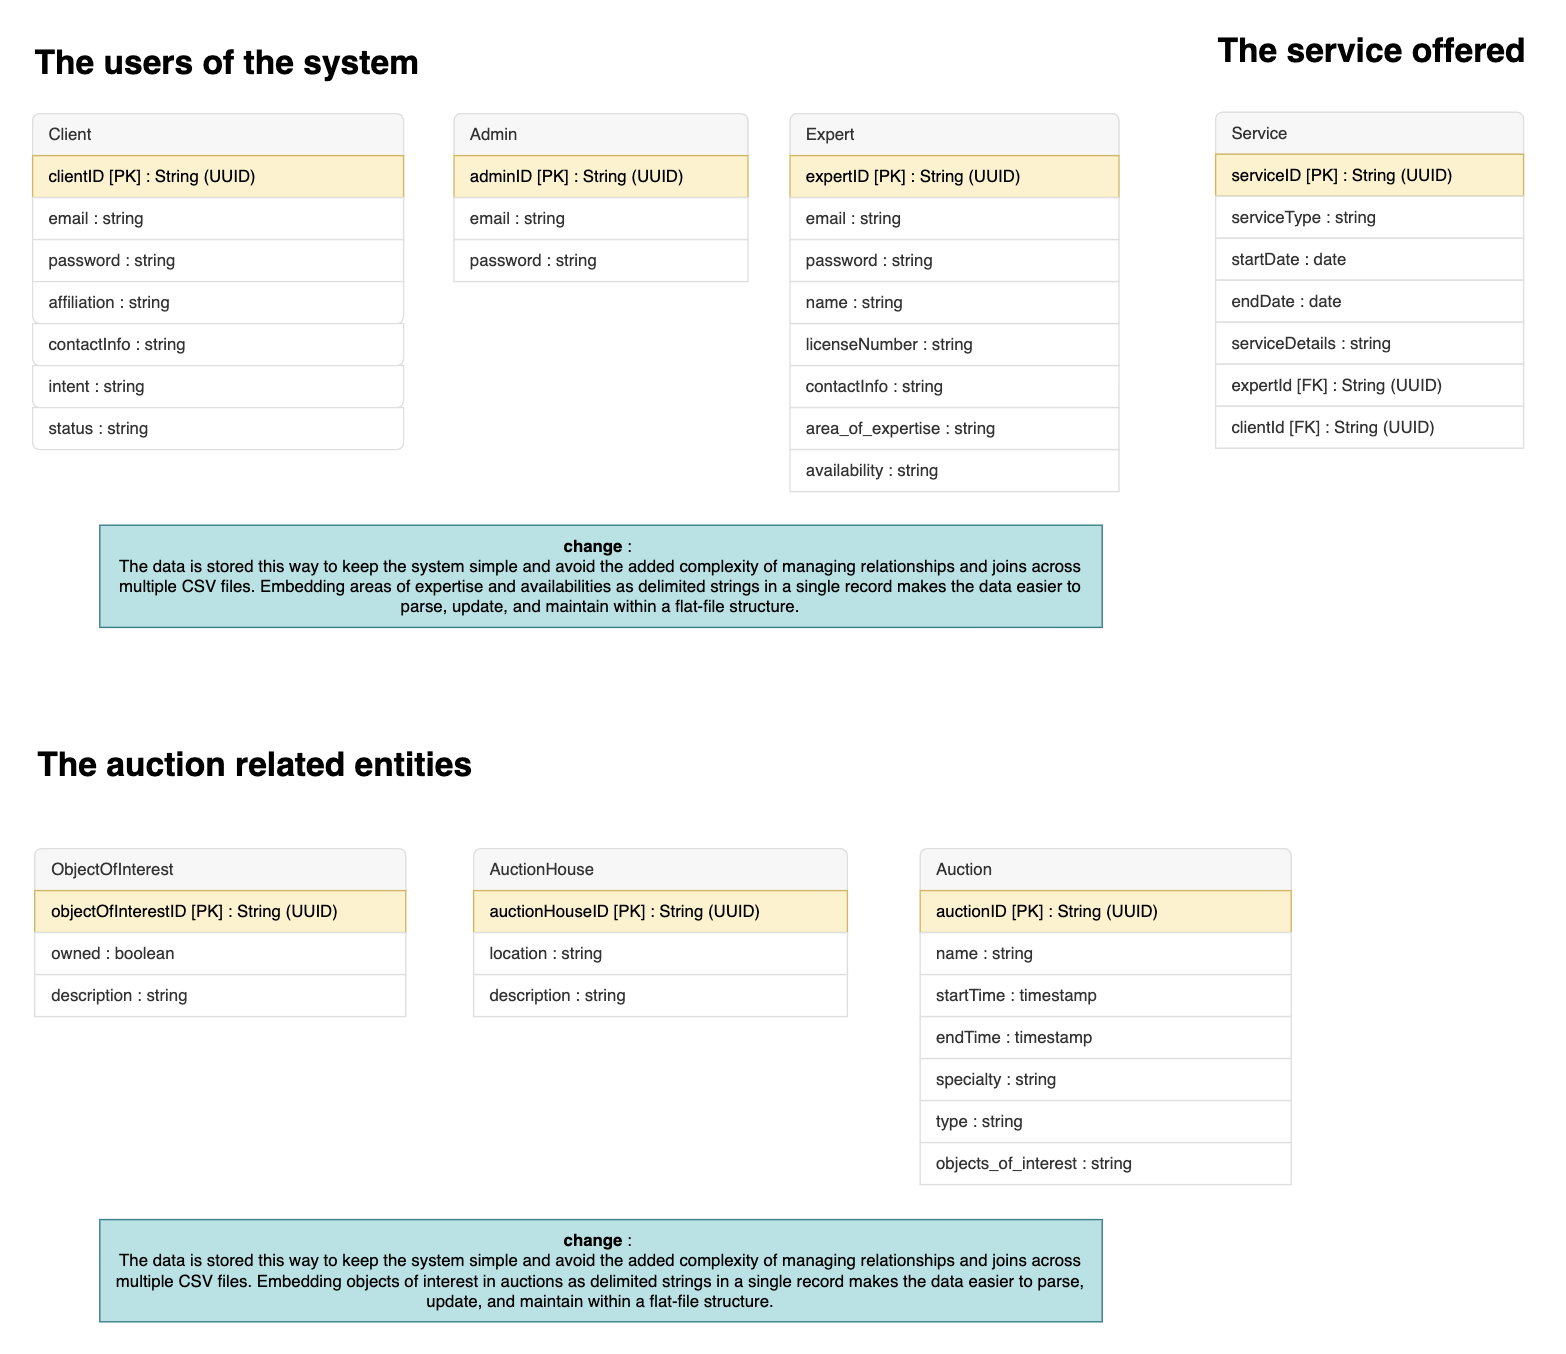 The users of the system
Client
clientID [PK] : String (UUID)
email : string
password : string
affiliation : string
contactInfo : string
intent : string
status : string
Admin
adminID [PK] : String (UUID)
email : string
password : string
Expert
expertID [PK] : String (UUID)
email : string
password : string
name : string
licenseNumber : string
contactInfo : string
area_of_expertise : string
availability : string
The service offered
Service
serviceID [PK] : String (UUID)
serviceType : string
startDate : date
endDate : date
serviceDetails : string
expertId [FK] : String (UUID)
clientId [FK] : String (UUID)
change :
The data is stored this way to keep the system simple and avoid the added complexity of managing relationships and joins across
multiple CSV files. Embedding areas of expertise and availabilities as delimited strings in a single record makes the data easier to
parse, update, and maintain within a flat-file structure.
The auction related entities
ObjectOfInterest
objectOfInterestID [PK] : String (UUID)
owned : boolean
description : string
AuctionHouse
auctionHouseID [PK] : String (UUID)
location : string
description : string
Auction
auctionID [PK] : String (UUID)
name : string
startTime : timestamp
endTime : timestamp
specialty : string
type : string
objects_of_interest : string
change :
The data is stored this way to keep the system simple and avoid the added complexity of managing relationships and joins across
multiple CSV files. Embedding objects of interest in auctions as delimited strings in a single record makes the data easier to parse,
update, and maintain within a flat-file structure.